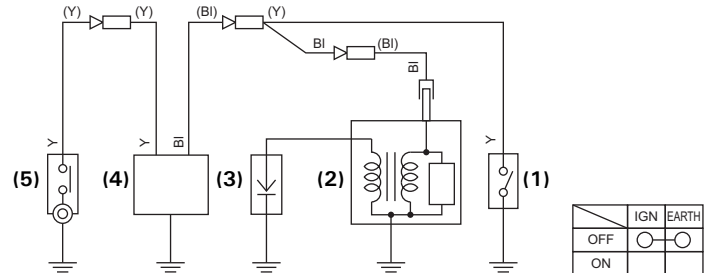 (Y) (Y) (Bl) (Y)
Bl (Bl)
Bl
Y Y Bl Y
(5) (4) (3) (2) (1)
IGN EARTH
OFF
ON